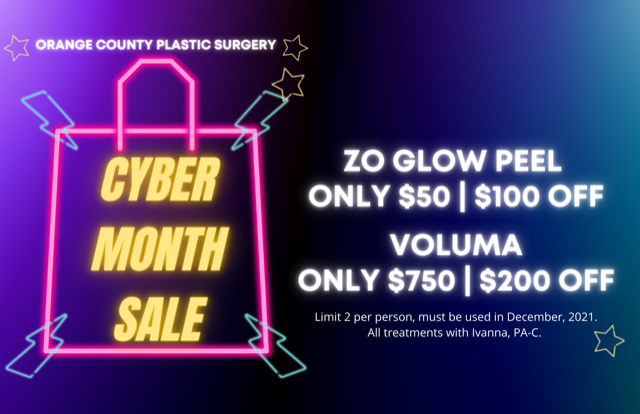 ORANGE COUNTY PLASTIC SURGERY
CYBER
MONTH
SALE
ZO GLOW PEEL
ONLY $50 | $100 OFF
VOLUMA
ONLY $750 | $200 OFF
Limit 2 per person, must be used in December, 2021.
All treatments with Ivanna, PA-C.